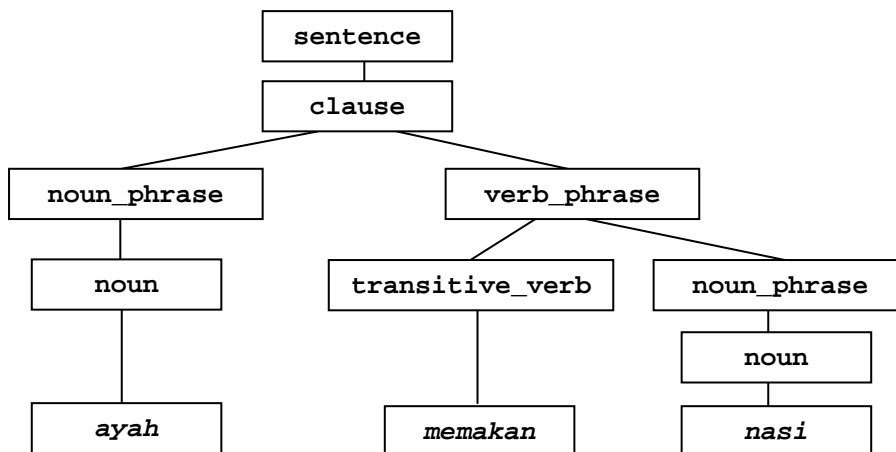 sentence
clause
noun_phrase verb_phrase
noun transitive_verb noun_phrase
noun
ayah memakan nasi